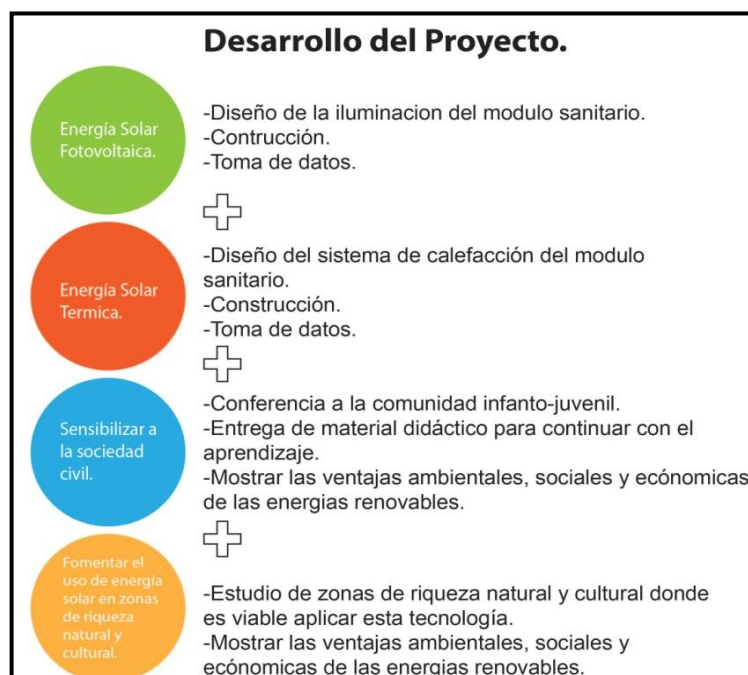 Desarrollo del Proyecto.
Energía Solar
Fotovoltaica.
-Diseño de la iluminacion del modulo sanitario.
-Contrucción.
-Toma de datos.
Energía Solar
Termica.
-Diseño del sistema de calefacción del modulo
sanitario.
-Construcción.
-Toma de datos.
Sensibilizar a
la sociedad
civil.
-Conferencia a la comunidad infanto-juvenil.
-Entrega de material didáctico para continuar con el
aprendizaje.
-Mostrar las ventajas ambientales, sociales y ecónomicas
de las energias renovables.
Fomentar el
uso de energía
solar en zonas
de riqueza
natural y
cultural.
-Estudio de zonas de riqueza natural y cultural donde
es viable aplicar esta tecnología.
-Mostrar las ventajas ambientales, sociales y
ecónomicas de las energias renovables.